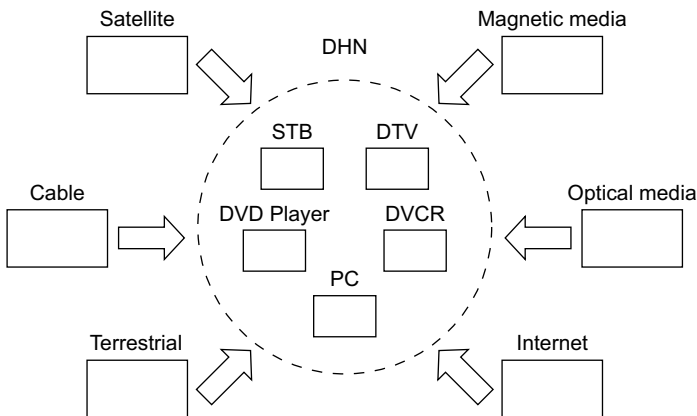 Satellite
DHN
Magnetic media
STB
DTV
Cable
DVD Player
DVCR
Optical media
PC
Terrestrial
Internet